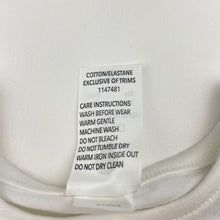 COTTON/ELASTANE
EXCLUSIVE OF TRIMS
1147481
CARE INSTRUCTIONS
WASH BEFORE WEAR
WARM GENTLE
MACHINE WASH
DO NOT BLEACH
DO NOT TUMBLE DRY
WARM IRON INSIDE OUT
DO NOT DRY CLEAN